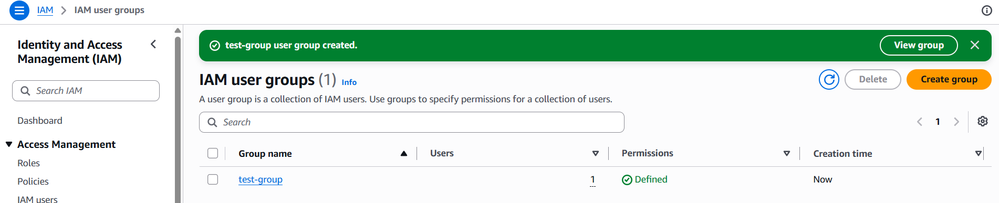 IAM > IAM user groups
Identity and Access
Management (IAM)
Search IAM
Dashboard
Access Management
Roles
Policies
IAM users
test-group user group created.
View group
IAM user groups (1) Info
Delete
Create group
A user group is a collection of IAM users. Use groups to specify permissions for a collection of users.
Search
1
Group name Users Permissions Creation time
test-group 1 Defined Now